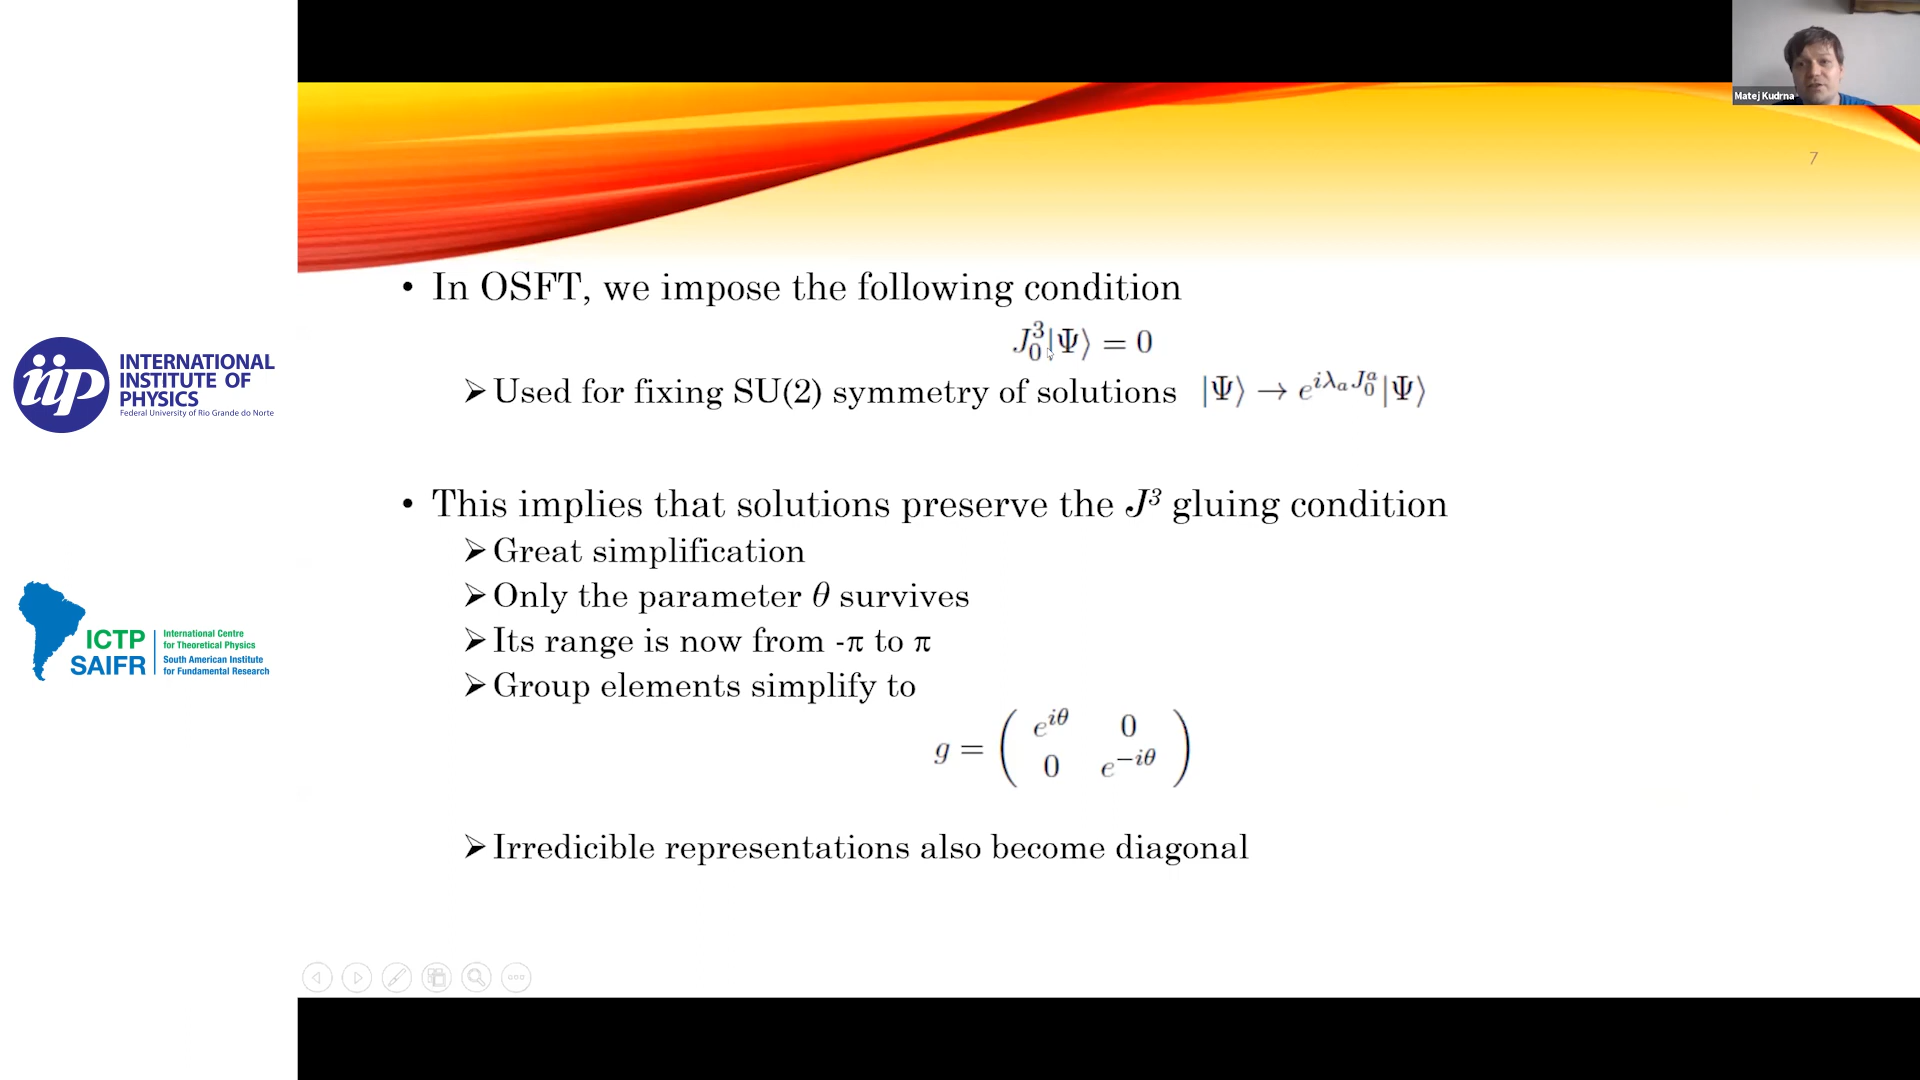 Matej Kudrna
7
• In OSFT, we impose the following condition
J_0^3|Ψ⟩ = 0
➢Used for fixing SU(2) symmetry of solutions |Ψ⟩ → e^{iλ_a J_0^a}|Ψ⟩
• This implies that solutions preserve the J³ gluing condition
➢Great simplification
➢Only the parameter θ survives
➢Its range is now from -π to π
➢Group elements simplify to
g = ( e^{iθ} 0
0 e^{-iθ} )
➢Irredicible representations also become diagonal
iip
INTERNATIONAL
INSTITUTE OF
PHYSICS
Federal University of Rio Grande do Norte
ICTP
SAIFR
International Centre
for Theoretical Physics
South American Institute
for Fundamental Research